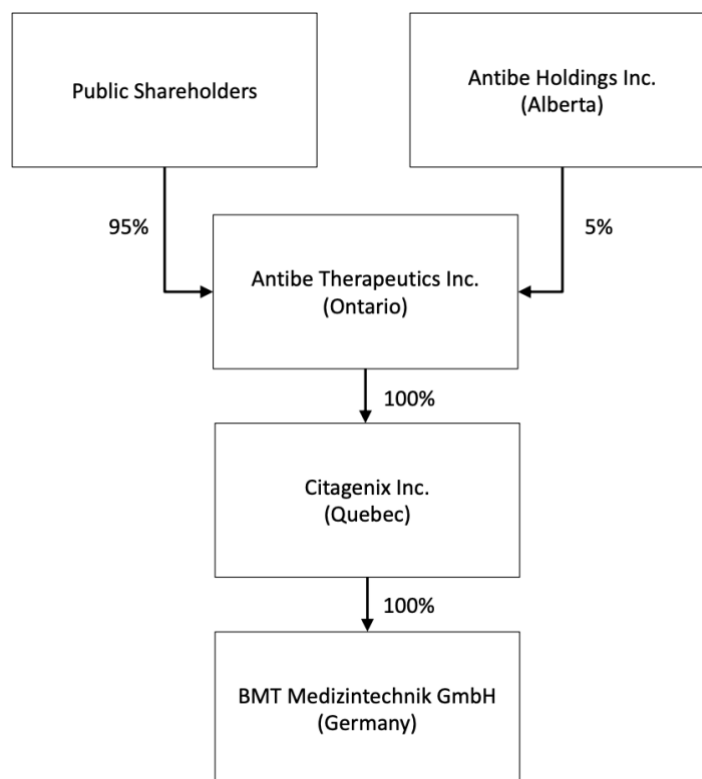 Public Shareholders
Antibe Holdings Inc.
(Alberta)
95%
5%
Antibe Therapeutics Inc.
(Ontario)
100%
Citagenix Inc.
(Quebec)
100%
BMT Medizintechnik GmbH
(Germany)